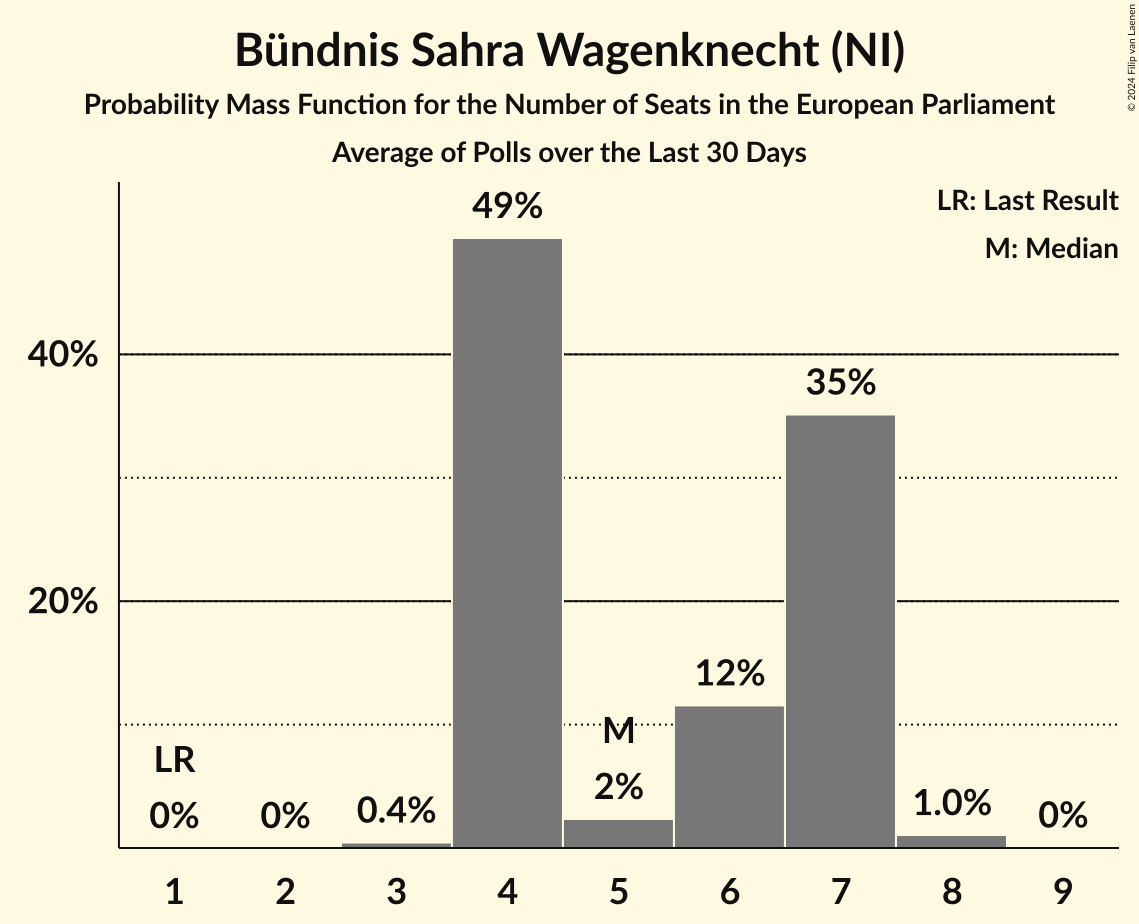 Bündnis Sahra Wagenknecht (NI)
Probability Mass Function for the Number of Seats in the European Parliament
Average of Polls over the Last 30 Days
© 2024 Filip van Laenen
LR: Last Result
M: Median
49%
40%
35%
20%
12%
M
LR
2%
0%
0%
0.4%
1.0%
0%
1 2 3 4 5 6 7 8 9